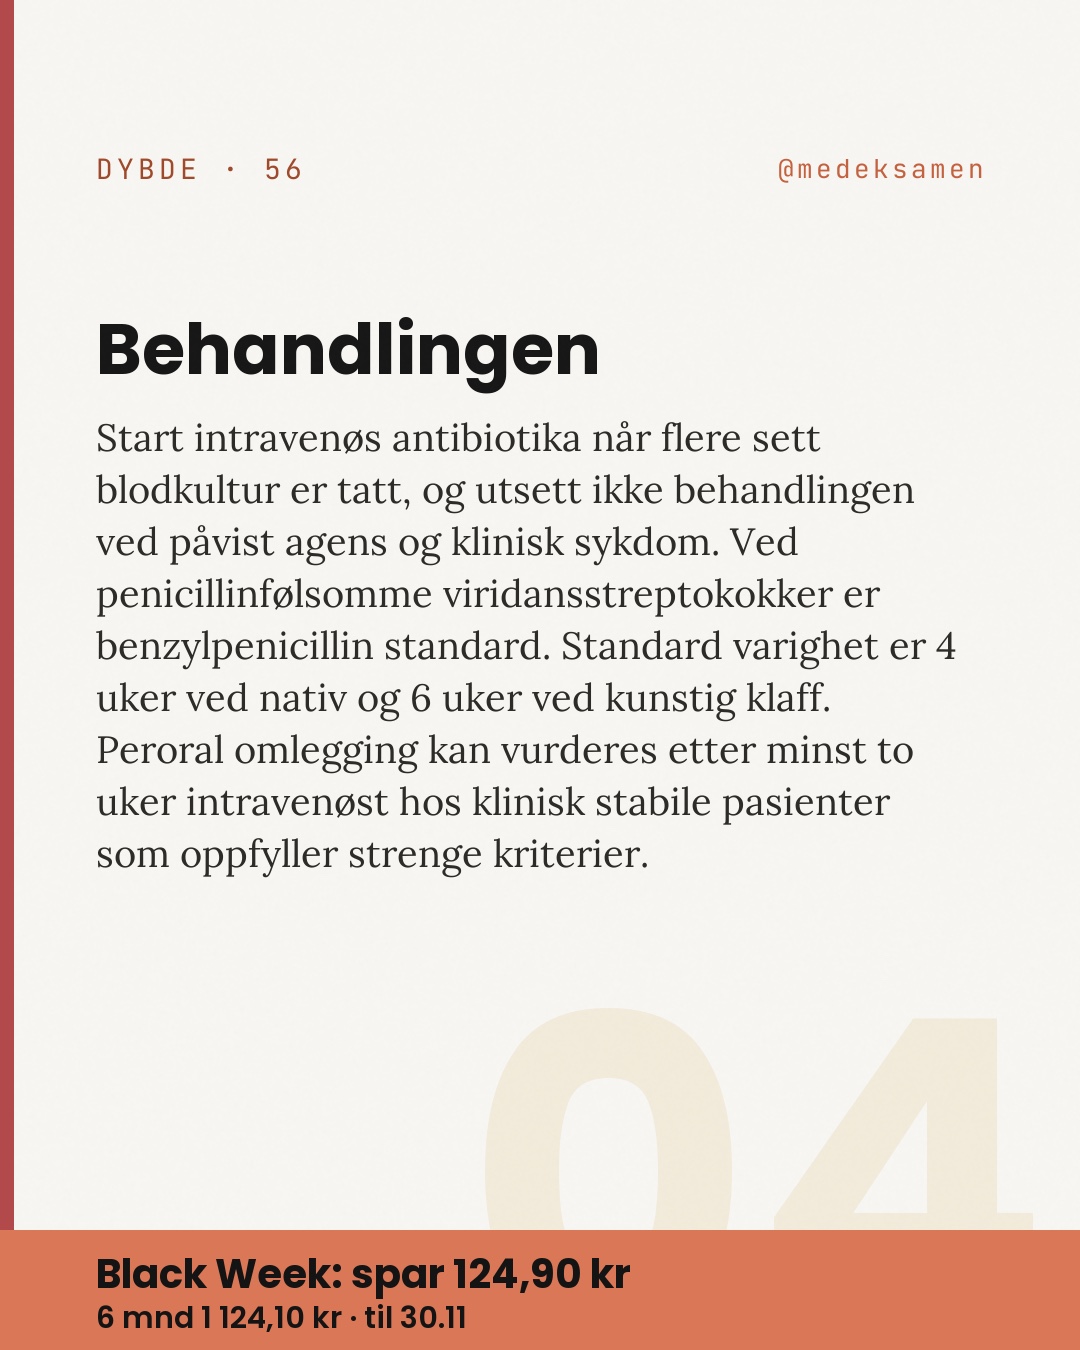 DYBDE · 56
@medeksamen
Behandlingen
Start intravenøs antibiotika når flere sett
blodkultur er tatt, og utsett ikke behandlingen
ved påvist agens og klinisk sykdom. Ved
penicillinfølsomme viridansstreptokokker er
benzylpenicillin standard. Standard varighet er 4
uker ved nativ og 6 uker ved kunstig klaff.
Peroral omlegging kan vurderes etter minst to
uker intravenøst hos klinisk stabile pasienter
som oppfyller strenge kriterier.
04
Black Week: spar 124,90 kr
6 mnd 1 124,10 kr · til 30.11